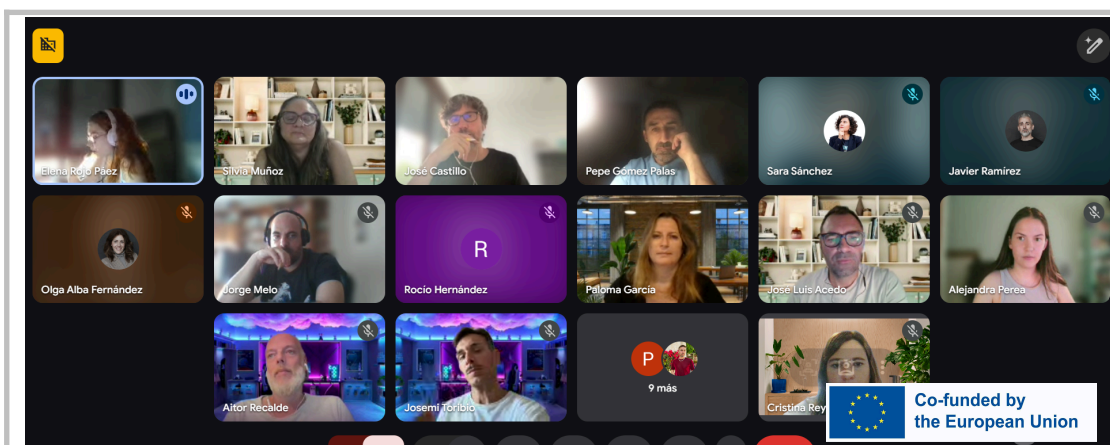 Elena Rojo Páez
Silvia Muñoz
José Castillo
Pepe Gómez Palas
Sara Sánchez
Javier Ramírez
Olga Alba Fernández
Jorge Melo
R
Rocío Hernández
Paloma García
Jose Luis Acedo
Alejandra Perea
Aitor Recalde
Josemi Toribio
P
9 más
Cristina Rey
Co-funded by
the European Union